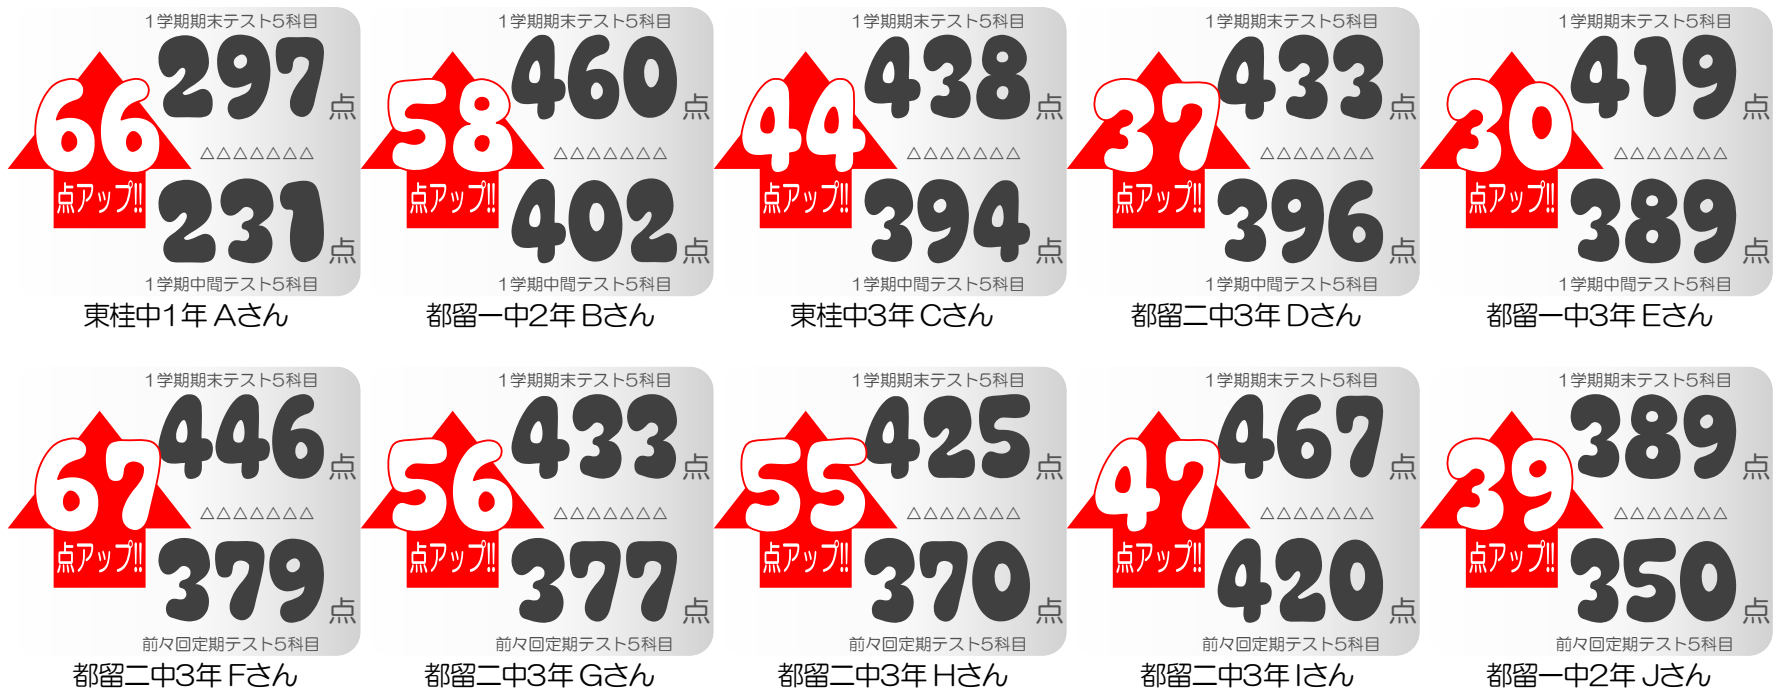 1学期期末テスト5科目
297点
66
点アップ!!
△△△△△△△
231点
1学期中間テスト5科目
東桂中1年 Aさん
1学期期末テスト5科目
460点
58
点アップ!!
△△△△△△△
402点
1学期中間テスト5科目
都留一中2年 Bさん
1学期期末テスト5科目
438点
44
点アップ!!
△△△△△△△
394点
1学期中間テスト5科目
東桂中3年 Cさん
1学期期末テスト5科目
433点
37
点アップ!!
△△△△△△△
396点
1学期中間テスト5科目
都留二中3年 Dさん
1学期期末テスト5科目
419点
30
点アップ!!
△△△△△△△
389点
1学期中間テスト5科目
都留一中3年 Eさん
1学期期末テスト5科目
446点
67
点アップ!!
△△△△△△△
379点
前々回定期テスト5科目
都留二中3年 Fさん
1学期期末テスト5科目
433点
56
点アップ!!
△△△△△△△
377点
前々回定期テスト5科目
都留二中3年 Gさん
1学期期末テスト5科目
425点
55
点アップ!!
△△△△△△△
370点
前々回定期テスト5科目
都留二中3年 Hさん
1学期期末テスト5科目
467点
47
点アップ!!
△△△△△△△
420点
前々回定期テスト5科目
都留二中3年 Iさん
1学期期末テスト5科目
389点
39
点アップ!!
△△△△△△△
350点
前々回定期テスト5科目
都留一中2年 Jさん